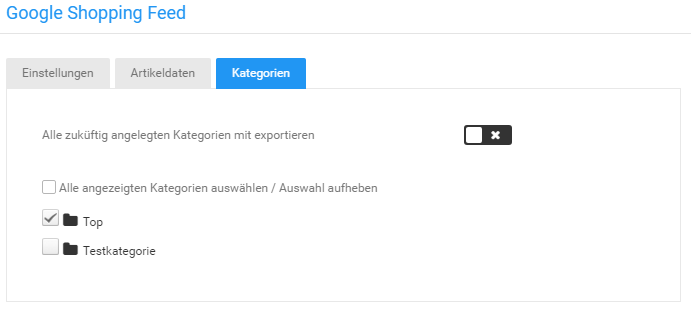 Google Shopping Feed
Einstellungen Artikeldaten Kategorien
Alle zuküftig angelegten Kategorien mit exportieren
Alle angezeigten Kategorien auswählen / Auswahl aufheben
Top
Testkategorie